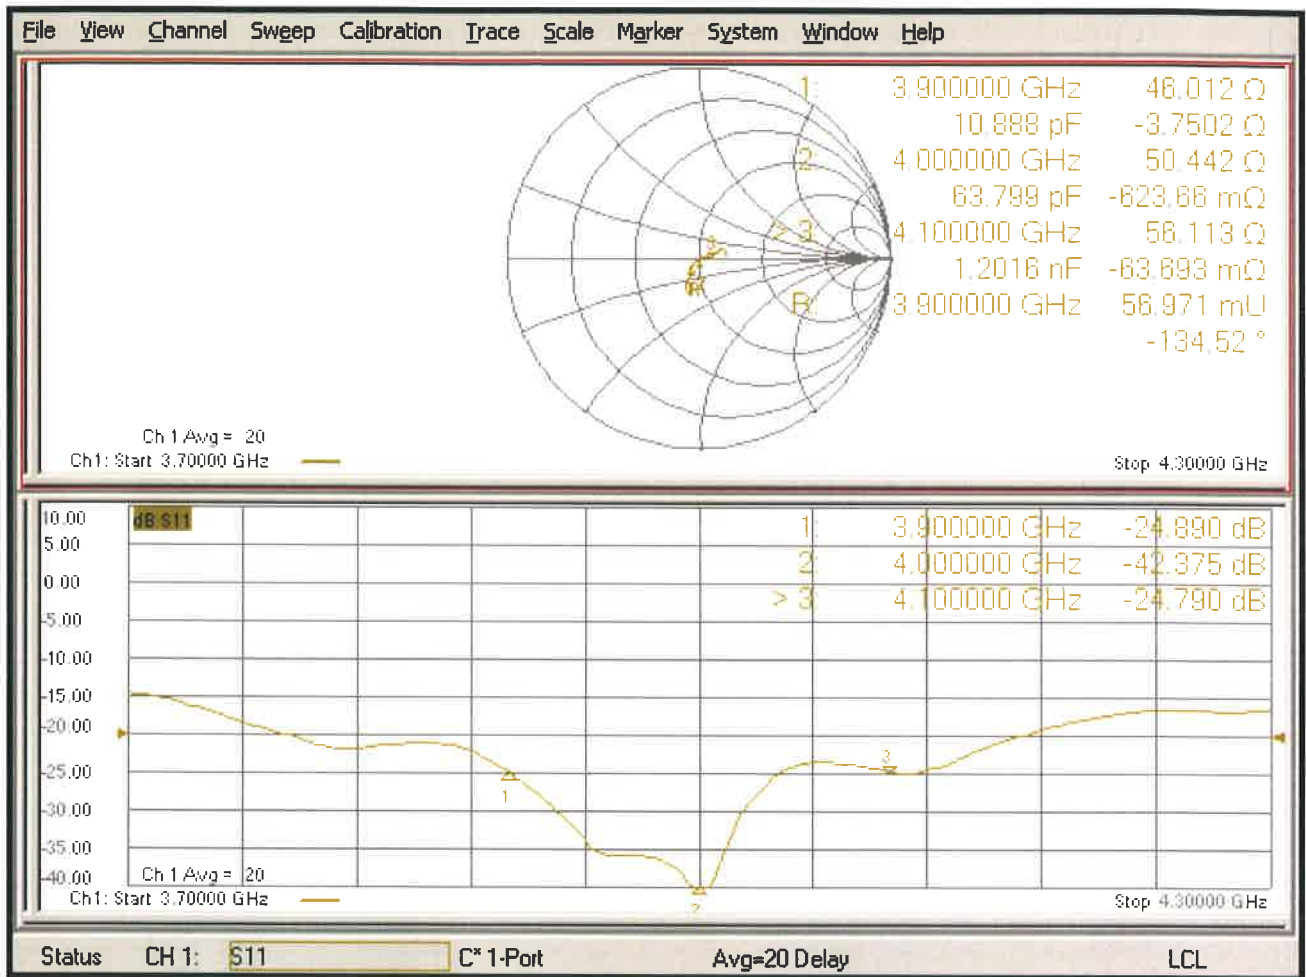 File View Channel Sweep Calibration Trace Scale Marker System Window Help
1: 3.900000 GHz 46.012 Ω
10.888 pF -3.7502 Ω
2: 4.000000 GHz 50.442 Ω
63.799 pF -623.66 mΩ
> 3: 4.100000 GHz 56.113 Ω
1.2016 nF -63.693 mΩ
R: 3.900000 GHz 56.971 mU
-134.52 °
Ch 1 Avg = 20
Ch1: Start 3.70000 GHz
Stop 4.30000 GHz
10.00
dB S11
1: 3.900000 GHz -24.890 dB
5.00
2: 4.000000 GHz -42.375 dB
0.00
> 3: 4.100000 GHz -24.790 dB
-5.00
-10.00
-15.00
-20.00
-25.00
1
2
3
-30.00
-35.00
-40.00
Ch 1 Avg = 20
Ch1: Start 3.70000 GHz
Stop 4.30000 GHz
Status CH 1: S11 C* 1-Port Avg=20 Delay LCL